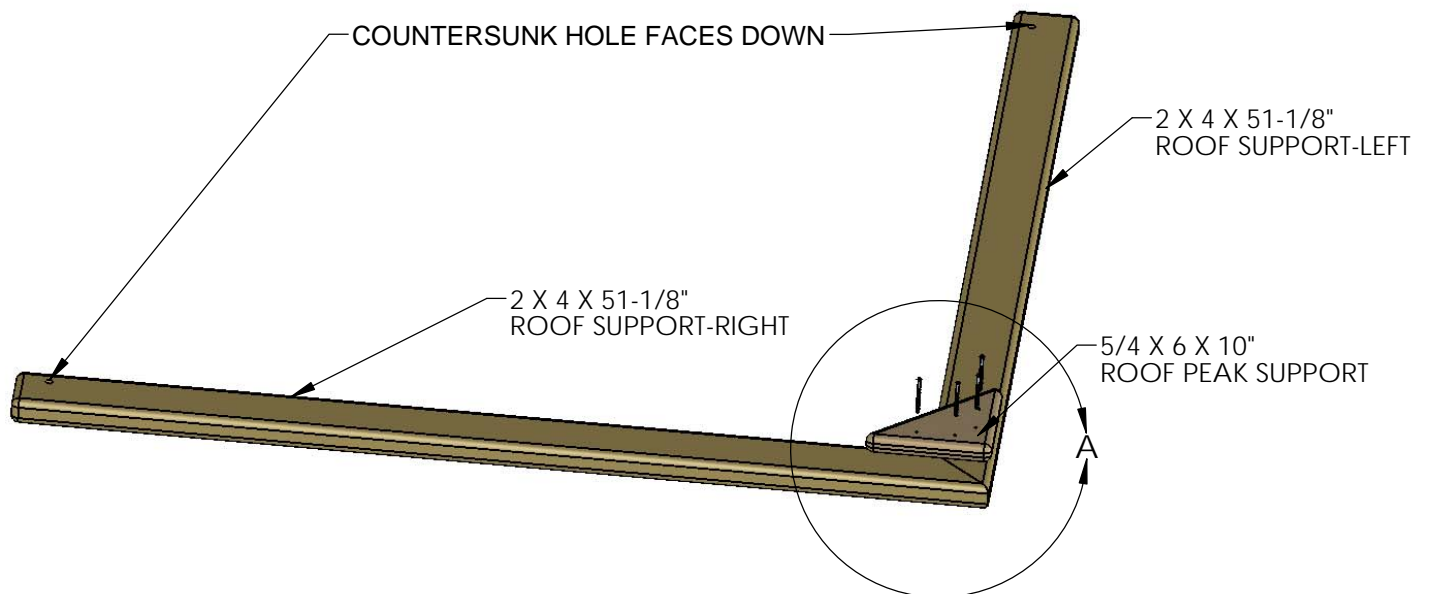 COUNTERSUNK HOLE FACES DOWN
2 X 4 X 51-1/8"
ROOF SUPPORT-LEFT
2 X 4 X 51-1/8"
ROOF SUPPORT-RIGHT
5/4 X 6 X 10"
ROOF PEAK SUPPORT
A